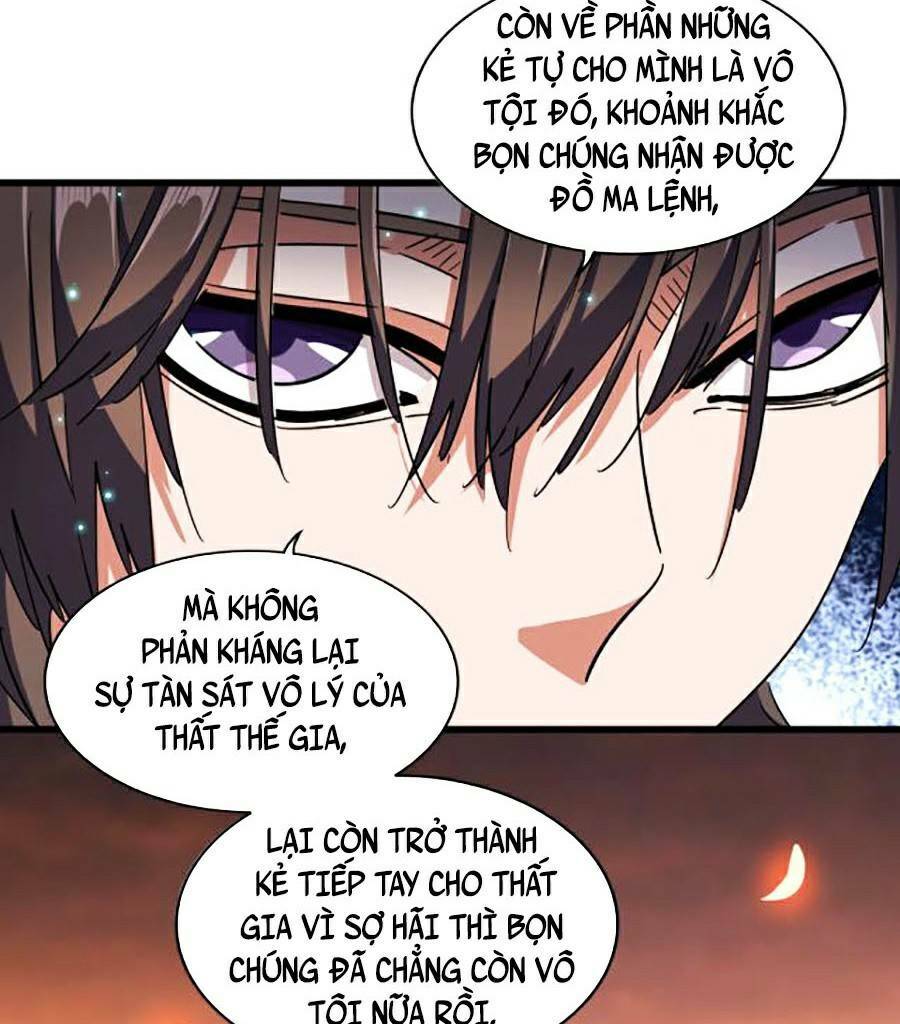 CÒN VỀ PHẦN NHỮNG
KẺ TỰ CHO MÌNH LÀ VÔ
TỘI ĐÓ, KHOẢNH KHẮC
BỌN CHÚNG NHẬN ĐƯỢC
ĐỒ MA LỆNH,
MÀ KHÔNG
PHẢN KHÁNG LẠI
SỰ TÀN SÁT VÔ LÝ CỦA
THẤT THẾ GIA,
LẠI CÒN TRỞ THÀNH
KẺ TIẾP TAY CHO THẤT
GIA VÌ SỢ HÃI THÌ BỌN
CHÚNG ĐÃ CHẲNG CÒN VÔ
TÔI NỮA RỒI.